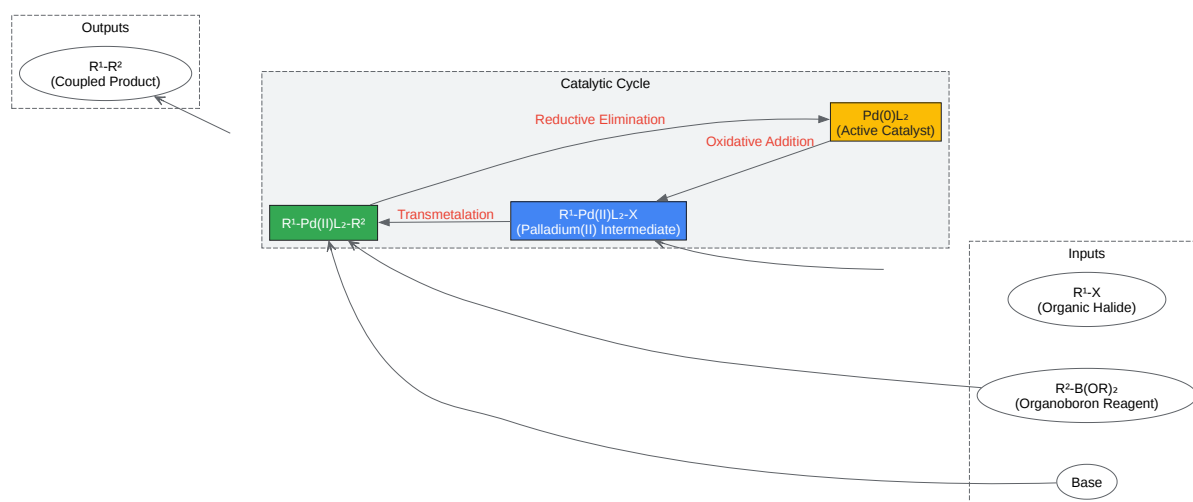 Outputs
R¹-R²
(Coupled Product)
Catalytic Cycle
Reductive Elimination
Pd(0)L₂
(Active Catalyst)
Oxidative Addition
R¹-Pd(II)L₂-R²
Transmetalation
R¹-Pd(II)L₂-X
(Palladium(II) Intermediate)
Inputs
R¹-X
(Organic Halide)
R²-B(OR)₂
(Organoboron Reagent)
Base